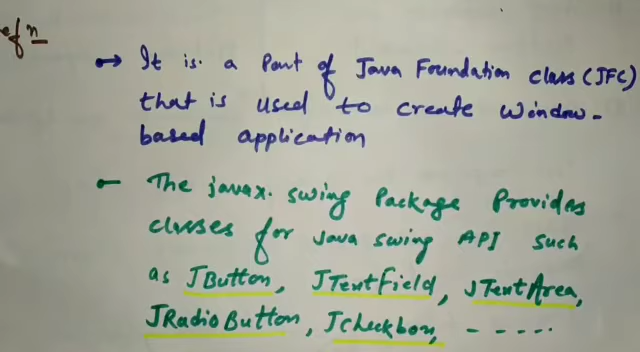 efn
→ It is a Part of Java Foundation class (JFC)
that is used to create window-
based application
- The javax. swing Package Provides
classes for Java swing API such
as JButton, JTextField, JTextArea,
JRadioButton, JCheckbox, - - . . . .